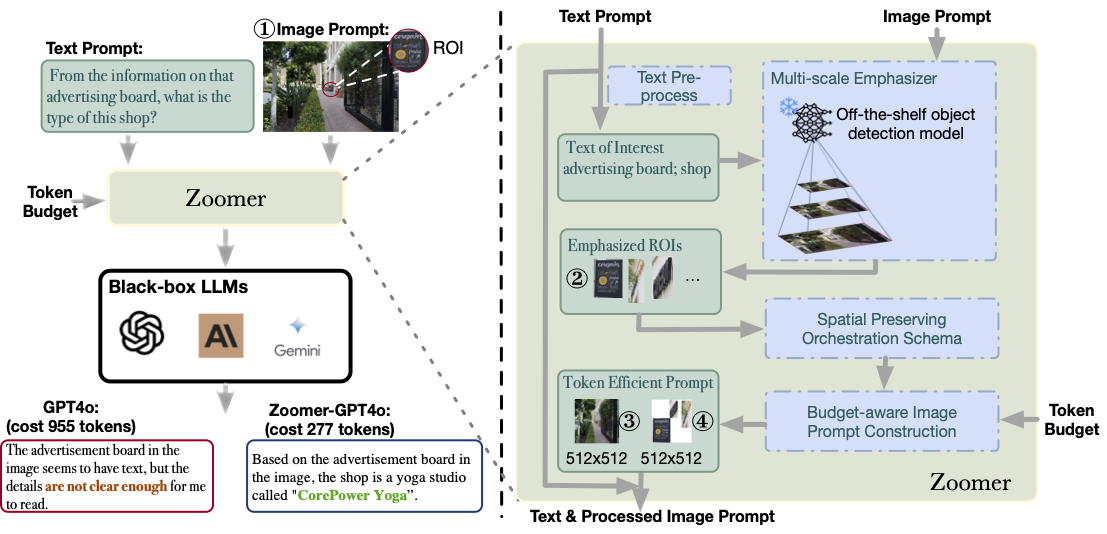 Text Prompt:
From the information on that
advertising board, what is the
type of this shop?
① Image Prompt:
ROI
Token
Budget
Zoomer
Black-box LLMs
Gemini
GPT4o:
(cost 955 tokens)
The advertisement board in the
image seems to have text, but the
details are not clear enough for me
to read.
Zoomer-GPT4o:
(cost 277 tokens)
Based on the advertisement board in
the image, the shop is a yoga studio
called "CorePower Yoga”.
Text Prompt
Image Prompt
Text Pre-
process
Multi-scale Emphasizer
Off-the-shelf object
detection model
Text of Interest
advertising board; shop
Emphasized ROIs
②
...
Spatial Preserving
Orchestration Schema
Token Efficient Prompt
③
④
512x512
512x512
Budget-aware Image
Prompt Construction
Token
Budget
Zoomer
Text & Processed Image Prompt